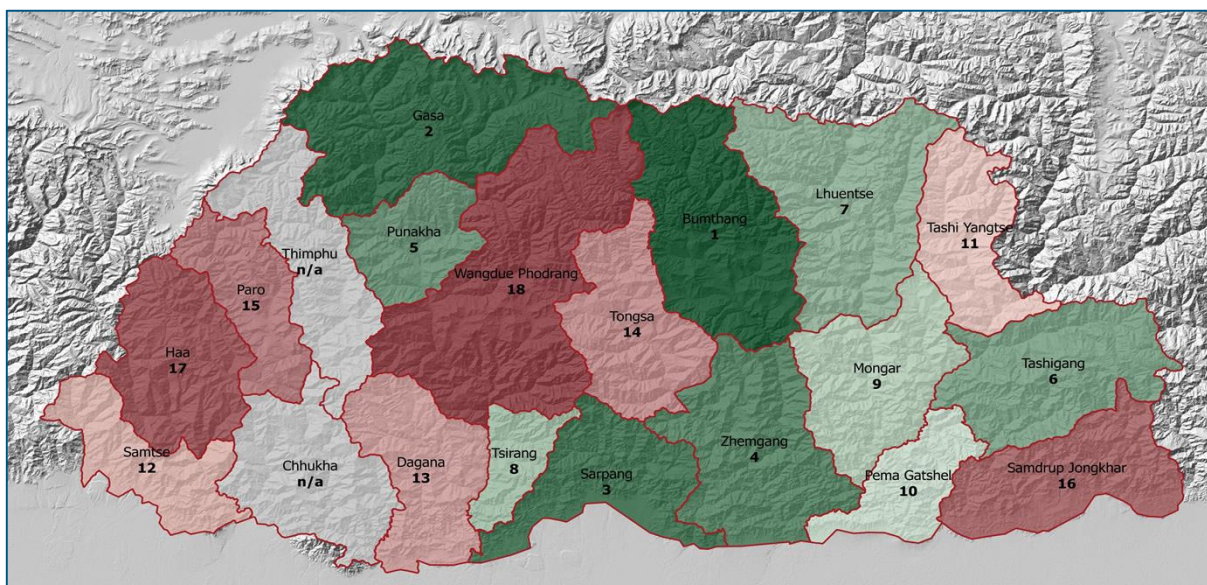 Gasa
2
Punakha
5
Thimphu
n/a
Paro
15
Haa
17
Samtse
12
Chhukha
n/a
Wangdue Phodrang
18
Dagana
13
Tsirang
8
Sarpang
3
Tongsa
14
Bumthang
1
Zhemgang
4
Lhuentse
7
Mongar
9
Tashi Yangtse
11
Tashigang
6
Pema Gatshel
10
Samdrup Jongkhar
16